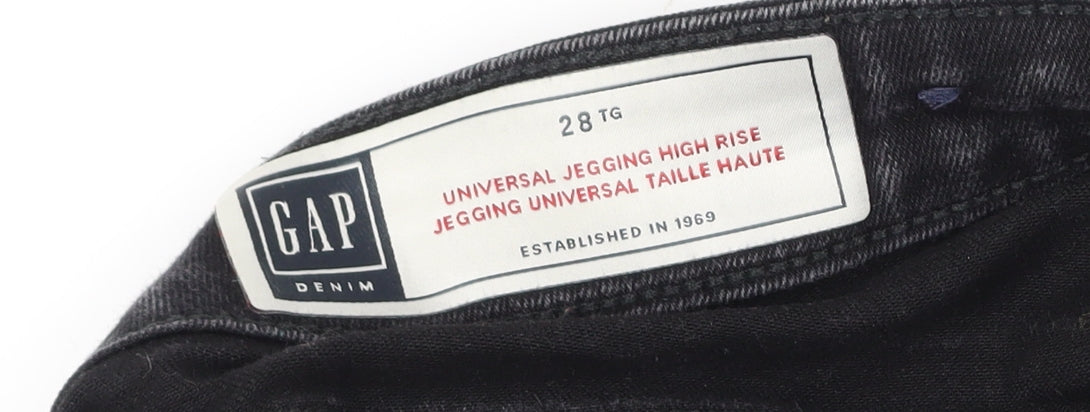 GAP
DENIM
28 TG
UNIVERSAL JEGGING HIGH RISE
JEGGING UNIVERSAL TAILLE HAUTE
ESTABLISHED IN 1969